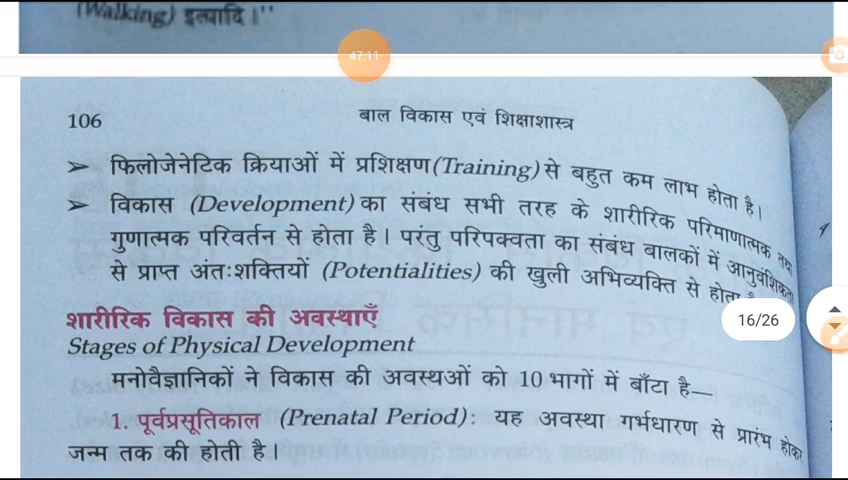 (Walking) इत्यादि।''
47:11
106
बाल विकास एवं शिक्षाशास्त्र
➢ फिलोजेनेटिक क्रियाओं में प्रशिक्षण (Training) से बहुत कम लाभ होता है।
➢ विकास (Development) का संबंध सभी तरह के शारीरिक परिमाणात्मक तथा
गुणात्मक परिवर्तन से होता है। परंतु परिपक्वता का संबंध बालकों में आनुवंशिकता
से प्राप्त अंतःशक्तियों (Potentialities) की खुली अभिव्यक्ति से होता
16/26
शारीरिक विकास की अवस्थाएँ
Stages of Physical Development
मनोवैज्ञानिकों ने विकास की अवस्थओं को 10 भागों में बाँटा है—
1. पूर्वप्रसूतिकाल (Prenatal Period): यह अवस्था गर्भधारण से प्रारंभ होकर
जन्म तक की होती है।